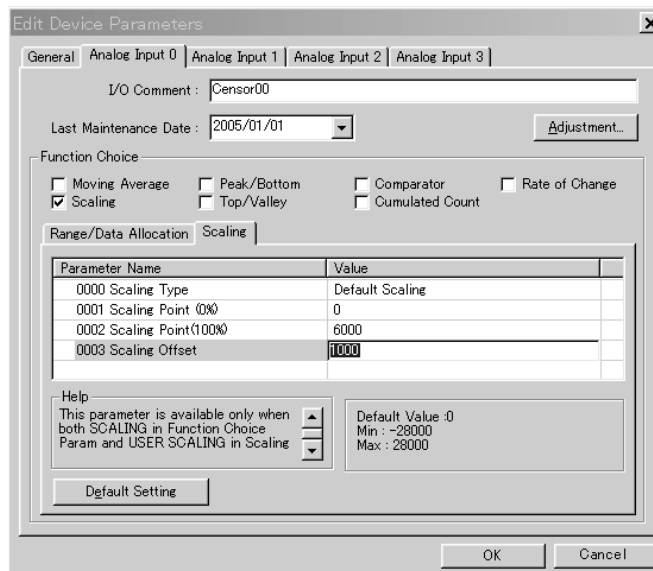 Edit Device Parameters
General Analog Input 0 Analog Input 1 Analog Input 2 Analog Input 3
I/O Comment : Censor00
Last Maintenance Date : 2005/01/01 Adjustment...
Function Choice
Moving Average Peak/Bottom Comparator Rate of Change
Scaling Top/Valley Cumulated Count
Range/Data Allocation Scaling
Parameter Name Value
0000 Scaling Type Default Scaling
0001 Scaling Point (0%) 0
0002 Scaling Point(100%) 6000
0003 Scaling Offset 1000
Help
This parameter is available only when
both SCALING in Function Choice
Param and USER SCALING in Scaling
Default Value :0
Min : -28000
Max : 28000
Default Setting
OK Cancel